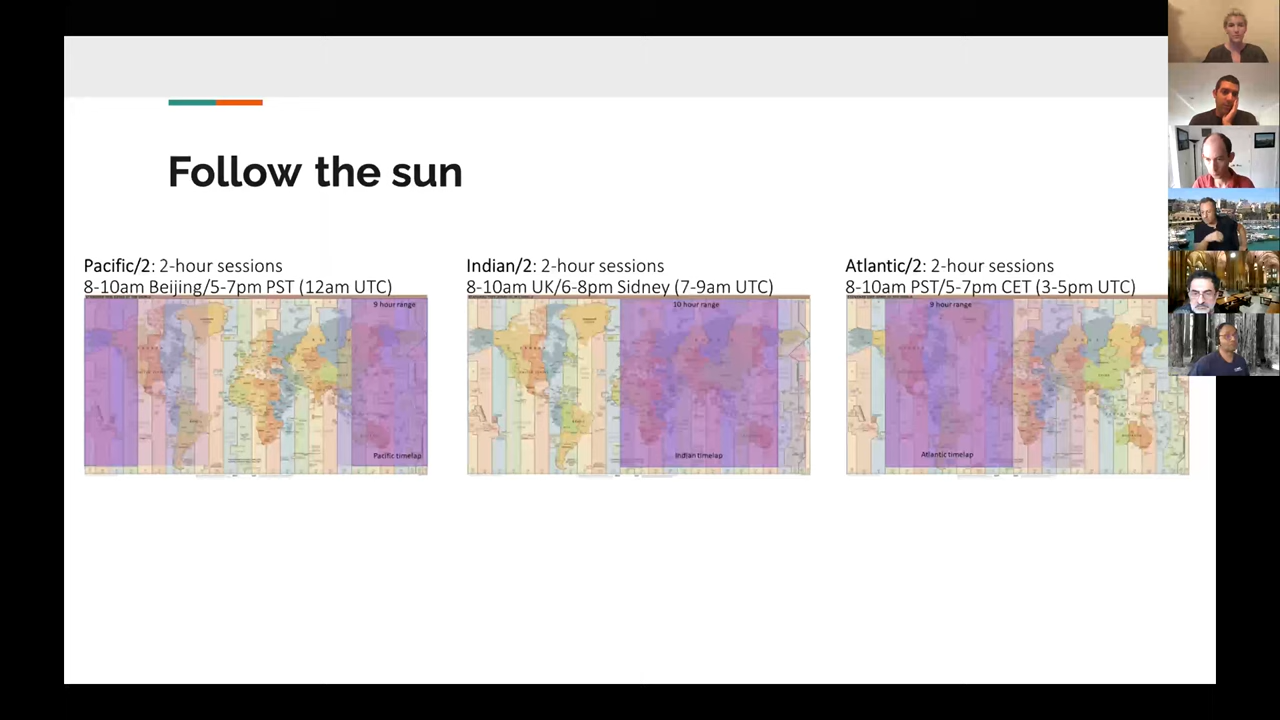 Follow the sun
Pacific/2: 2-hour sessions
8-10am Beijing/5-7pm PST (12am UTC)
9 hour range
Pacific timelap
Indian/2: 2-hour sessions
8-10am UK/6-8pm Sidney (7-9am UTC)
10 hour range
Indian timelap
Atlantic/2: 2-hour sessions
8-10am PST/5-7pm CET (3-5pm UTC)
9 hour range
Atlantic timelap